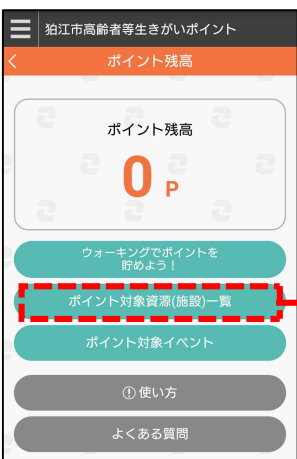 狛江市高齢者等生きがいポイント
ポイント残高
ポイント残高
0 P
ウォーキングでポイントを
貯めよう！
ポイント対象資源(施設)一覧
ポイント対象イベント
使い方
よくある質問